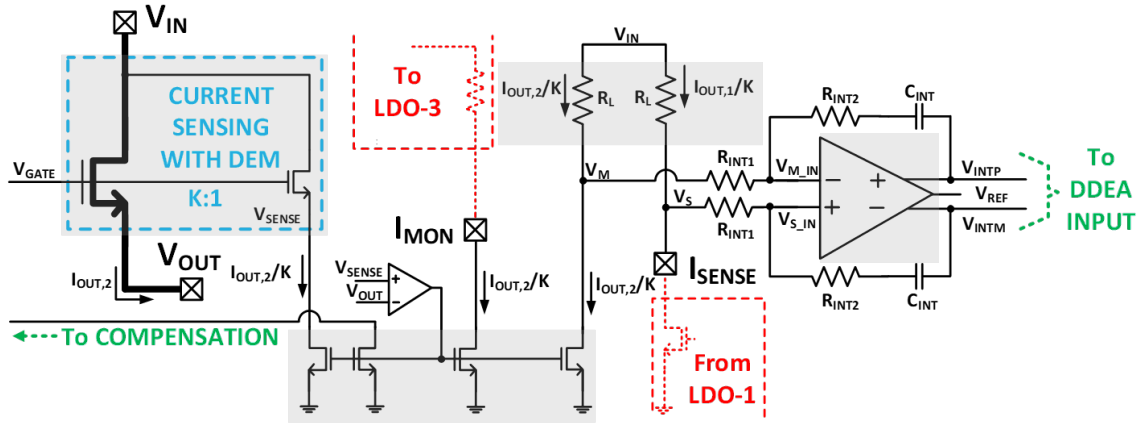 V_IN
CURRENT
SENSING
WITH DEM
K:1
V_GATE
V_SENSE
V_OUT
I_OUT,2
I_OUT,2/K
To COMPENSATION
To
LDO-3
I_MON
V_SENSE
V_OUT
+
−
I_OUT,2/K
V_IN
I_OUT,2/K
R_L
R_L
I_OUT,1/K
V_M
V_S
I_OUT,2/K
I_SENSE
From
LDO-1
R_INT1
R_INT1
R_INT2
C_INT
V_M_IN
V_S_IN
−
+
+
−
R_INT2
C_INT
V_INTP
V_REF
V_INTM
To
DDEA
INPUT